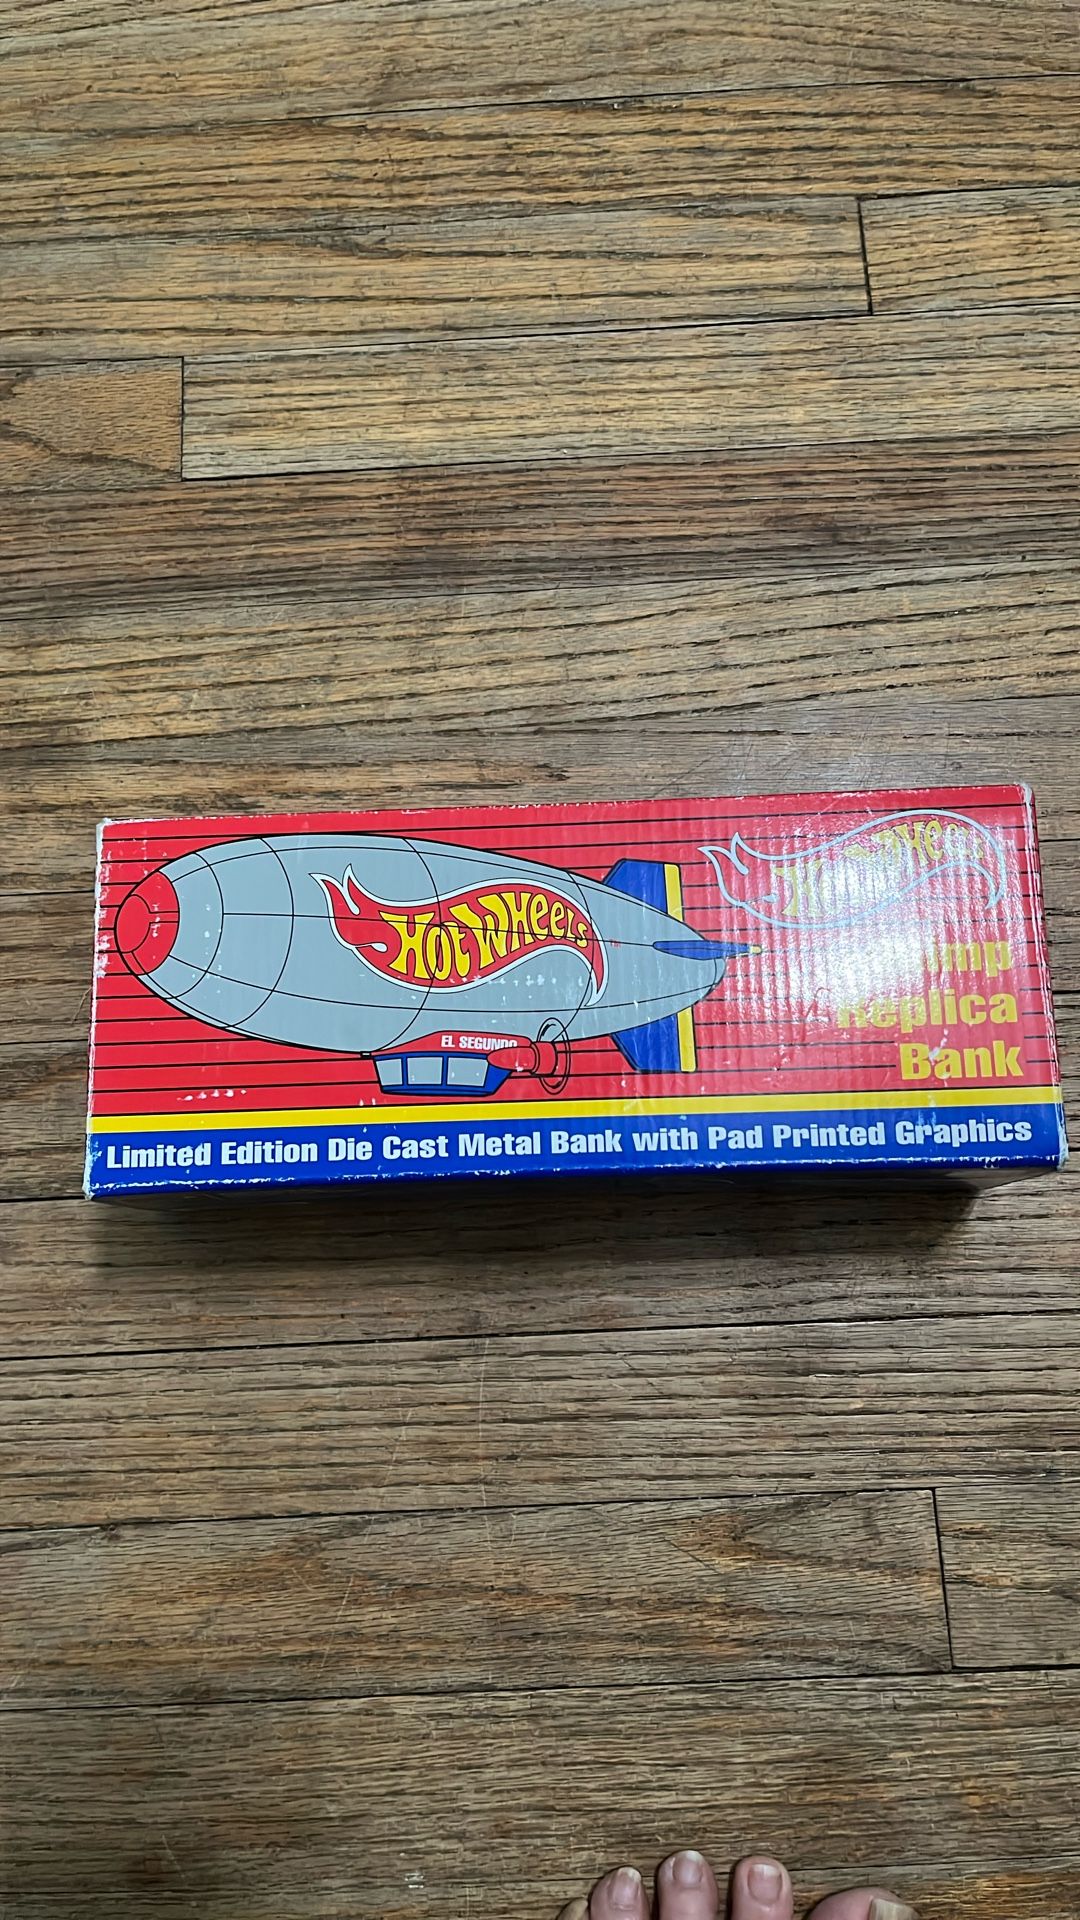 Hot Wheels
EL SEGUNDO
Hot Wheels
Replica
Bank
Limited Edition Die Cast Metal Bank with Pad Printed Graphics